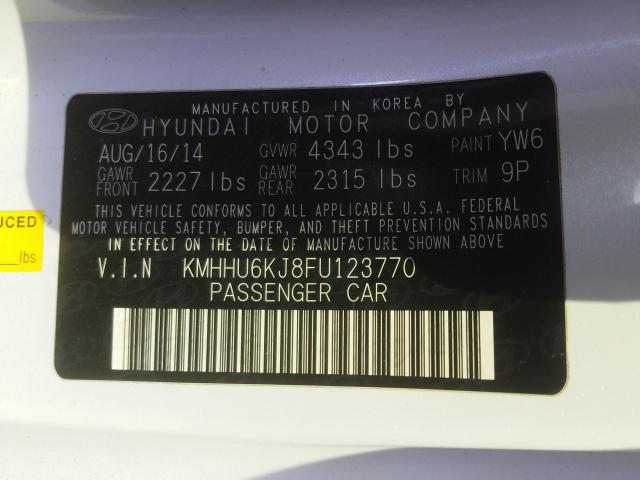 MANUFACTURED IN KOREA BY
HYUNDAI MOTOR COMPANY
AUG/16/14 GVWR 4343 lbs PAINT YW6
GAWR FRONT 2227 lbs GAWR REAR 2315 lbs TRIM 9P
THIS VEHICLE CONFORMS TO ALL APPLICABLE U.S.A. FEDERAL
MOTOR VEHICLE SAFETY, BUMPER, AND THEFT PREVENTION STANDARDS
IN EFFECT ON THE DATE OF MANUFACTURE SHOWN ABOVE
V.I.N KMHHU6KJ8FU123770
PASSENGER CAR
lbs